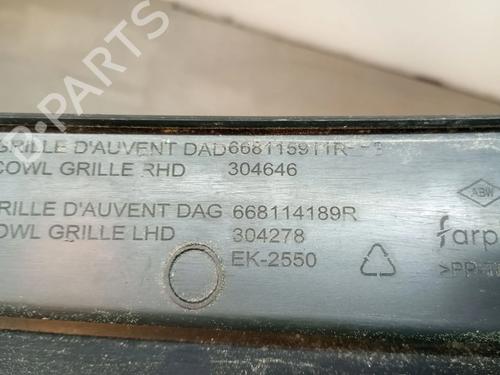 GRILLE D'AUVENT DAD 668115911R--
COWL GRILLE RHD 304646
GRILLE D'AUVENT DAG 668114189R
COWL GRILLE LHD 304278
EK-2550
ABW
farp
>PP-
B-PARTS